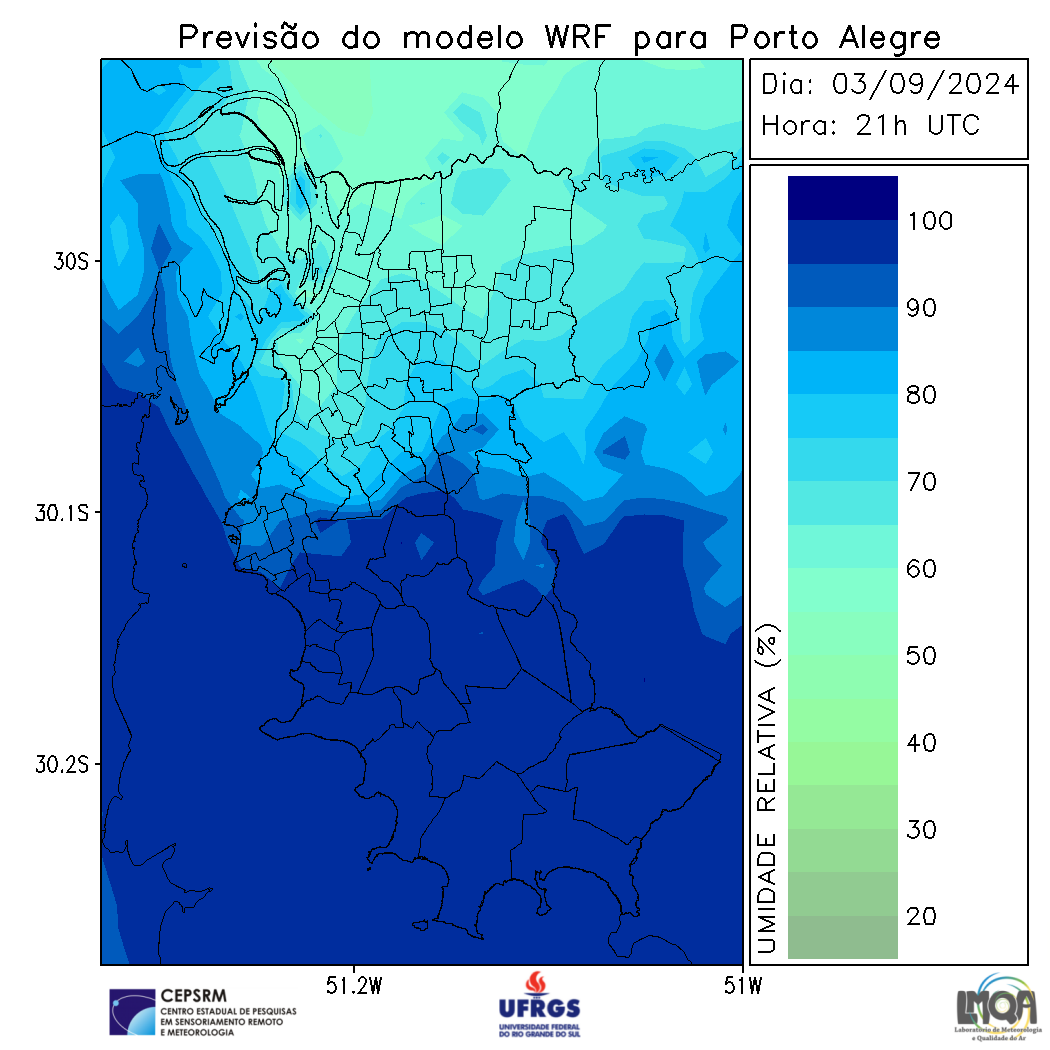 Previsão do modelo WRF para Porto Alegre
Dia: 03/09/2024
Hora: 21h UTC
30S
30.1S
30.2S
51.2W
51W
UMIDADE RELATIVA (%)
100
90
80
70
60
50
40
30
20
CEPSRM
CENTRO ESTADUAL DE PESQUISAS
EM SENSORIAMENTO REMOTO
E METEOROLOGIA
UFRGS
UNIVERSIDADE FEDERAL
DO RIO GRANDE DO SUL
LMQA
Laboratório de Meteorologia
e Qualidade do Ar